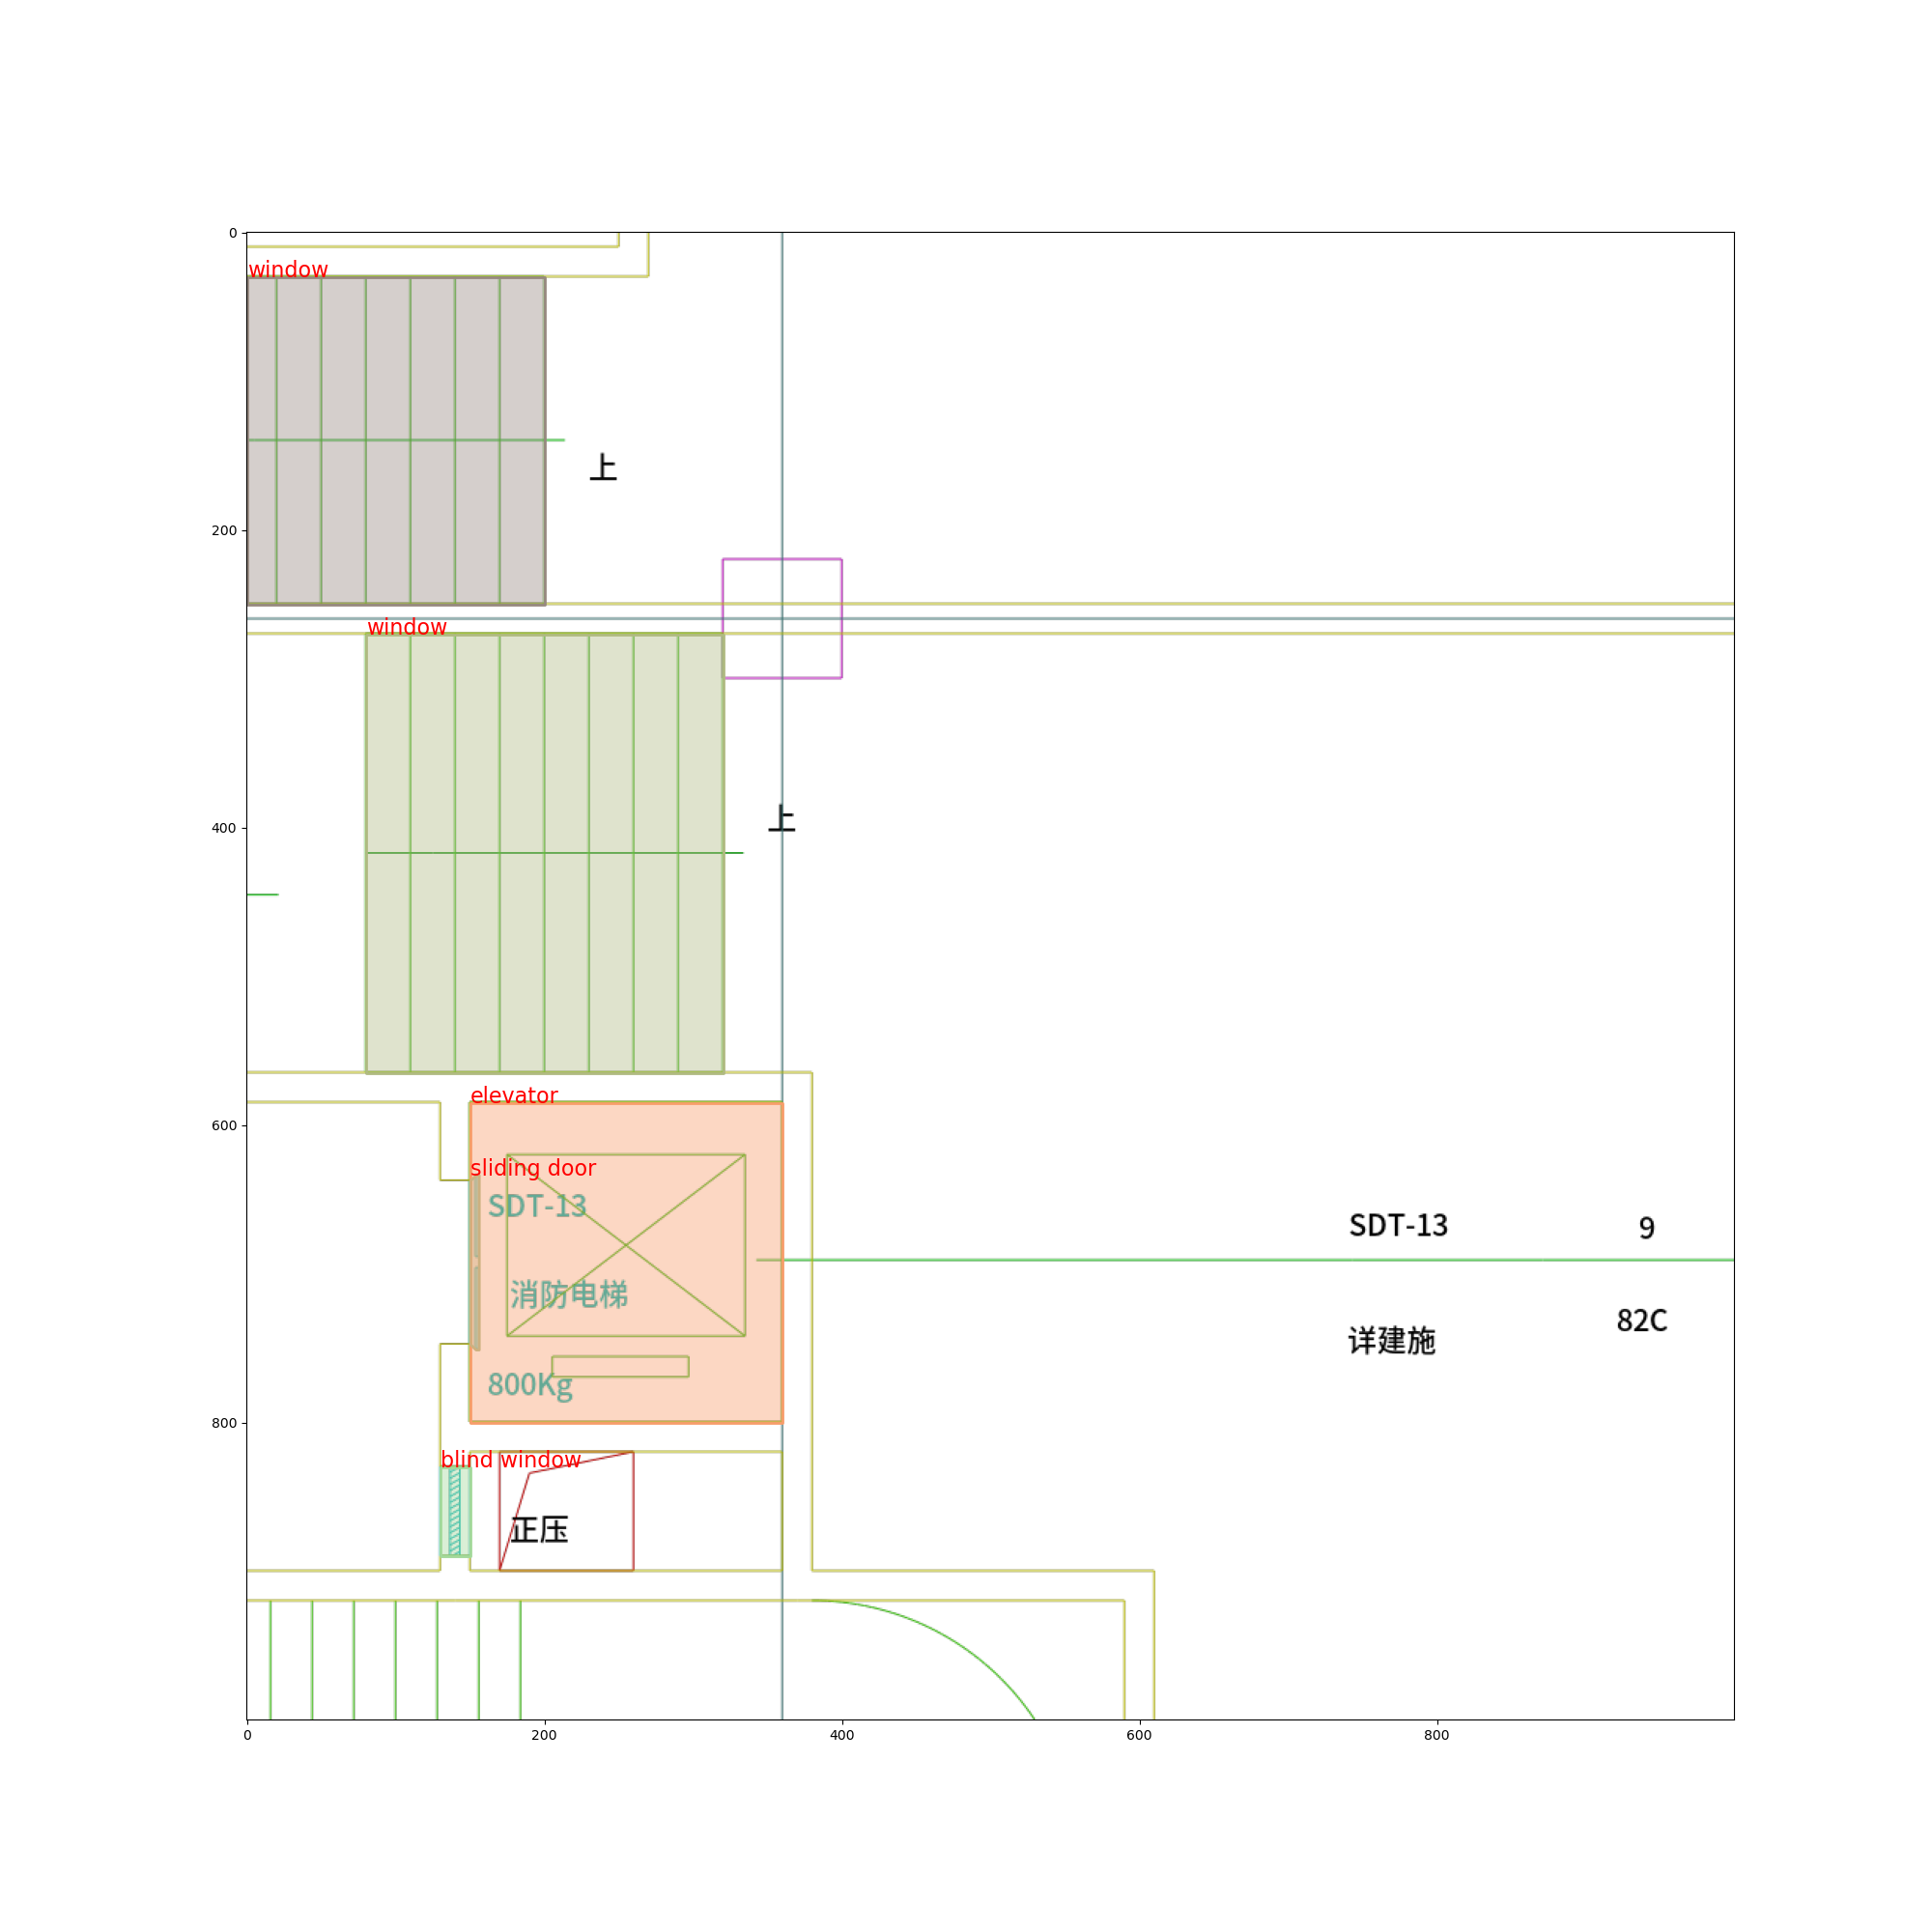 0
window
上
200
window
上
400
elevator
600
sliding door
SDT-13
SDT-13 9
消防电梯
82C
详建施
800Kg
800
blind window
正压
0 200 400 600 800